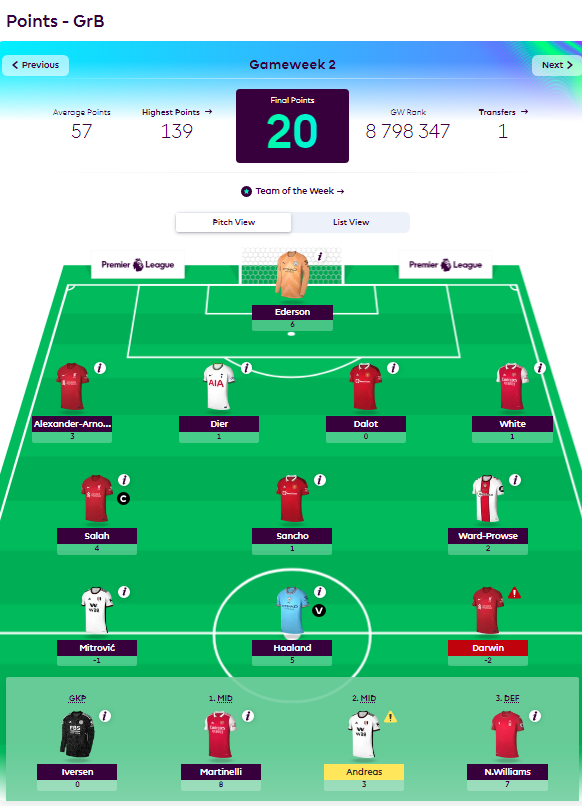 Points - GrB
Previous
Gameweek 2
Next
Average Points
57
Highest Points →
139
Final Points
20
GW Rank
8 798 347
Transfers →
1
Team of the Week →
Pitch View
List View
Premier League
Premier League
Ederson
6
AIA
Alexander-Arno...
3
Dier
1
Dalot
0
White
1
C
Salah
4
Sancho
1
Ward-Prowse
2
V
Mitrović
-1
Haaland
5
Darwin
-2
GKP
1. MID
2. MID
3. DEF
FBS
Iversen
0
Martinelli
8
Andreas
3
N.Williams
7